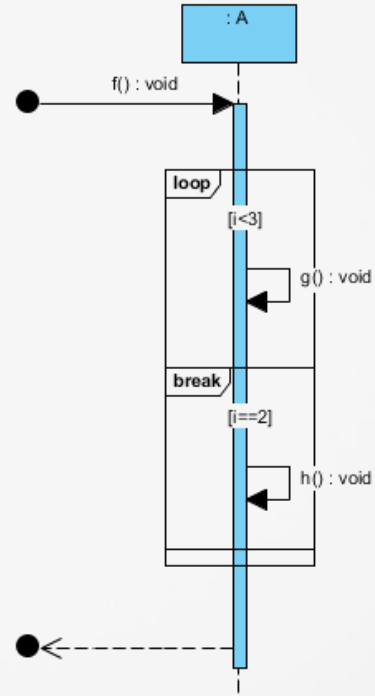 : A
f() : void
loop
[i<3]
g() : void
break
[i==2]
h() : void